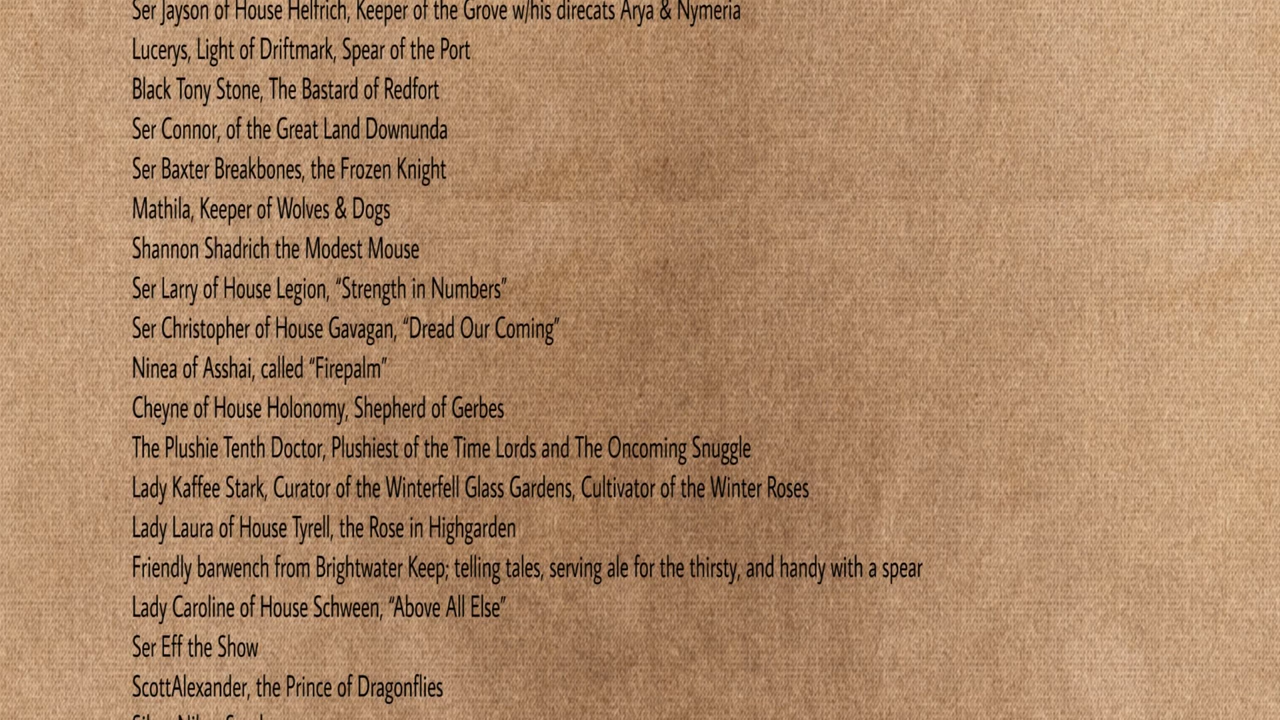 Ser Jayson of House Helfrich, Keeper of the Grove w/his direcats Arya & Nymeria
Lucerys, Light of Driftmark, Spear of the Port
Black Tony Stone, The Bastard of Redfort
Ser Connor, of the Great Land Downunda
Ser Baxter Breakbones, the Frozen Knight
Mathila, Keeper of Wolves & Dogs
Shannon Shadrich the Modest Mouse
Ser Larry of House Legion, “Strength in Numbers”
Ser Christopher of House Gavagan, “Dread Our Coming”
Ninea of Asshai, called “Firepalm”
Cheyne of House Holonomy, Shepherd of Gerbes
The Plushie Tenth Doctor, Plushiest of the Time Lords and The Oncoming Snuggle
Lady Kaffee Stark, Curator of the Winterfell Glass Gardens, Cultivator of the Winter Roses
Lady Laura of House Tyrell, the Rose in Highgarden
Friendly barwench from Brightwater Keep; telling tales, serving ale for the thirsty, and handy with a spear
Lady Caroline of House Schween, “Above All Else”
Ser Eff the Show
ScottAlexander, the Prince of Dragonflies